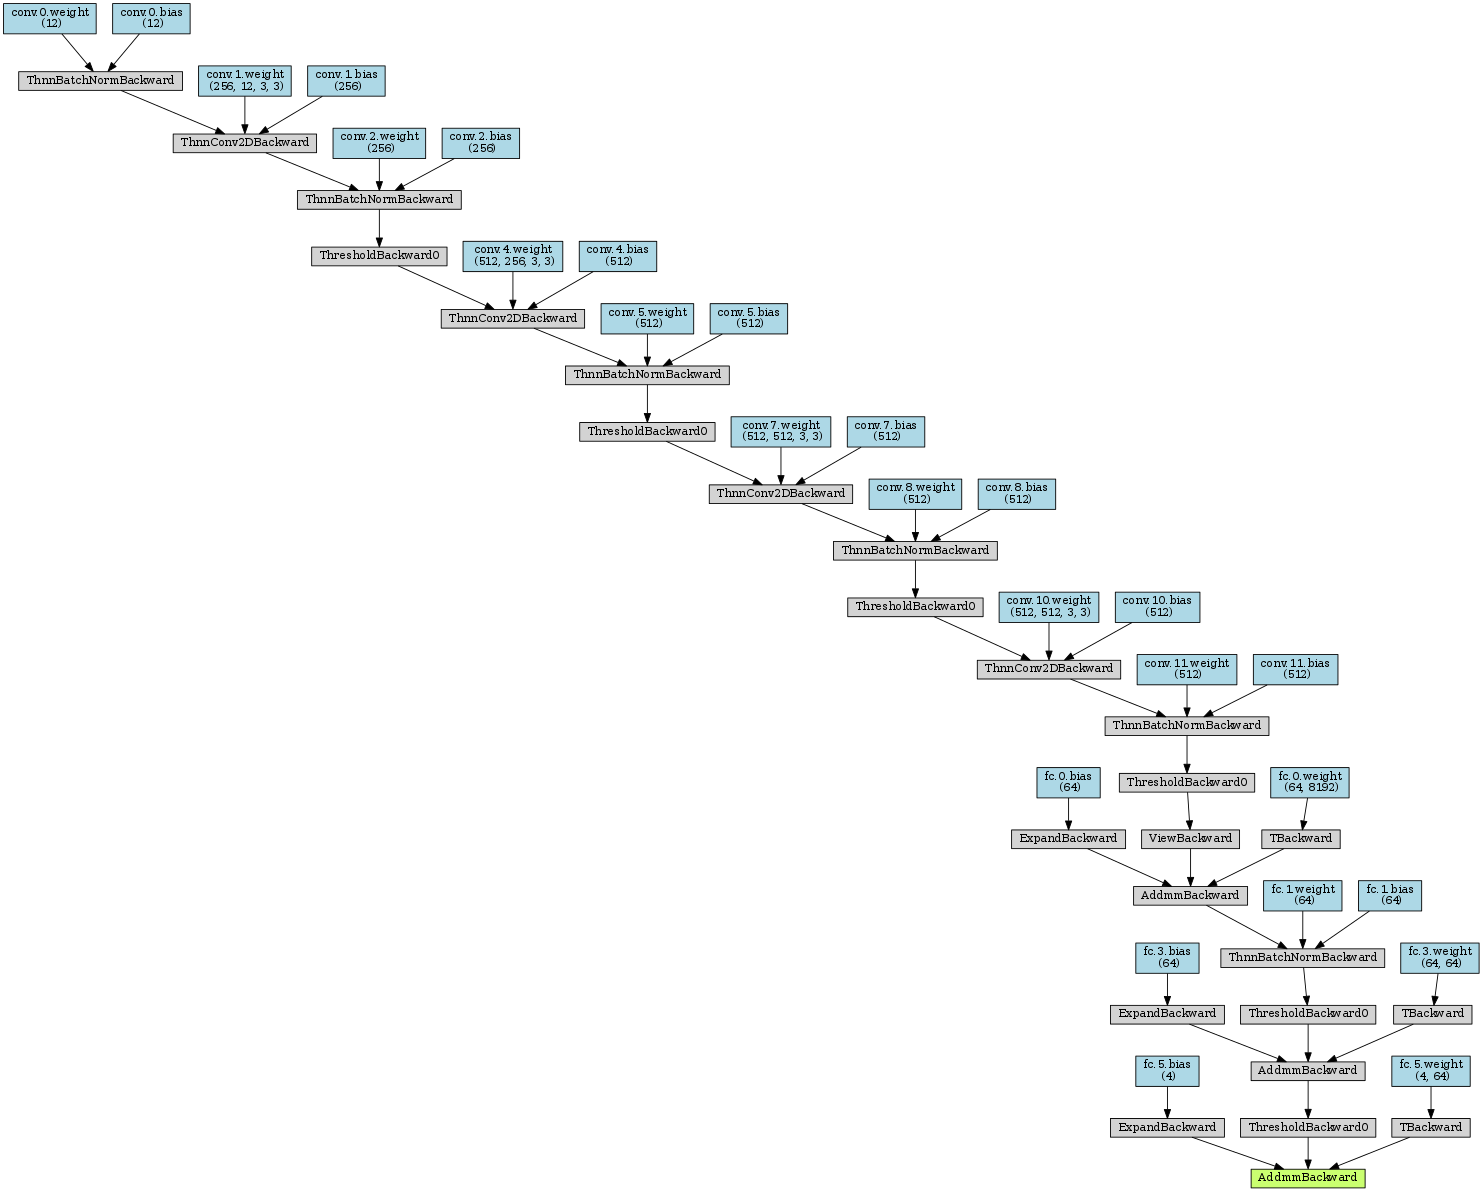 conv.0.weight
(12)
conv.0.bias
(12)
ThnnBatchNormBackward
conv.1.weight
(256, 12, 3, 3)
conv.1.bias
(256)
ThnnConv2DBackward
conv.2.weight
(256)
conv.2.bias
(256)
ThnnBatchNormBackward
ThresholdBackward0
conv.4.weight
(512, 256, 3, 3)
conv.4.bias
(512)
ThnnConv2DBackward
conv.5.weight
(512)
conv.5.bias
(512)
ThnnBatchNormBackward
ThresholdBackward0
conv.7.weight
(512, 512, 3, 3)
conv.7.bias
(512)
ThnnConv2DBackward
conv.8.weight
(512)
conv.8.bias
(512)
ThnnBatchNormBackward
ThresholdBackward0
conv.10.weight
(512, 512, 3, 3)
conv.10.bias
(512)
ThnnConv2DBackward
conv.11.weight
(512)
conv.11.bias
(512)
ThnnBatchNormBackward
fc.0.bias
(64)
ThresholdBackward0
fc.0.weight
(64, 8192)
ExpandBackward
ViewBackward
TBackward
AddmmBackward
fc.1.weight
(64)
fc.1.bias
(64)
fc.3.bias
(64)
ThnnBatchNormBackward
fc.3.weight
(64, 64)
ExpandBackward
ThresholdBackward0
TBackward
AddmmBackward
fc.5.bias
(4)
fc.5.weight
(4, 64)
ExpandBackward
ThresholdBackward0
TBackward
AddmmBackward